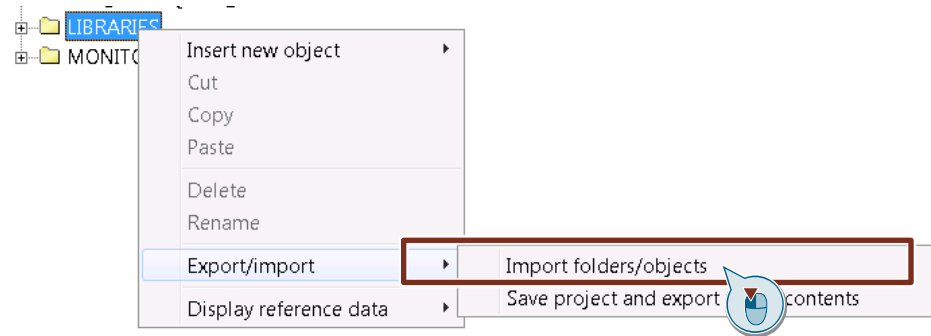 LIBRARIES
MONITO
Insert new object
Cut
Copy
Paste
Delete
Rename
Export/import
Import folders/objects
Save project and export contents
Display reference data